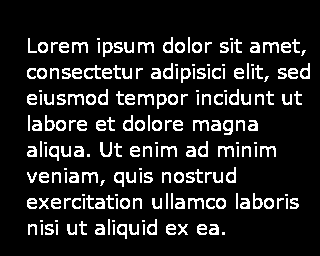 Lorem ipsum dolor sit amet,
consectetur adipisici elit, sed
eiusmod tempor incidunt ut
labore et dolore magna
aliqua. Ut enim ad minim
veniam, quis nostrud
exercitation ullamco laboris
nisi ut aliquid ex ea.